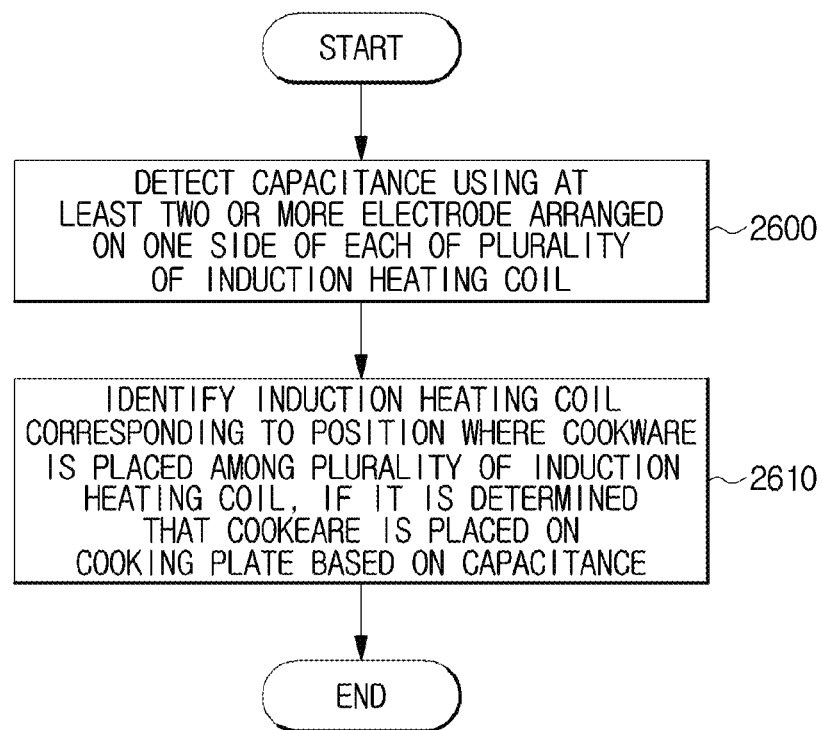 START
DETECT CAPACITANCE USING AT
LEAST TWO OR MORE ELECTRODE ARRANGED
ON ONE SIDE OF EACH OF PLURALITY
OF INDUCTION HEATING COIL
2600
IDENTIFY INDUCTION HEATING COIL
CORRESPONDING TO POSITION WHERE COOKWARE
IS PLACED AMONG PLURALITY OF INDUCTION
HEATING COIL, IF IT IS DETERMINED
THAT COOKEARE IS PLACED ON
COOKING PLATE BASED ON CAPACITANCE
2610
END